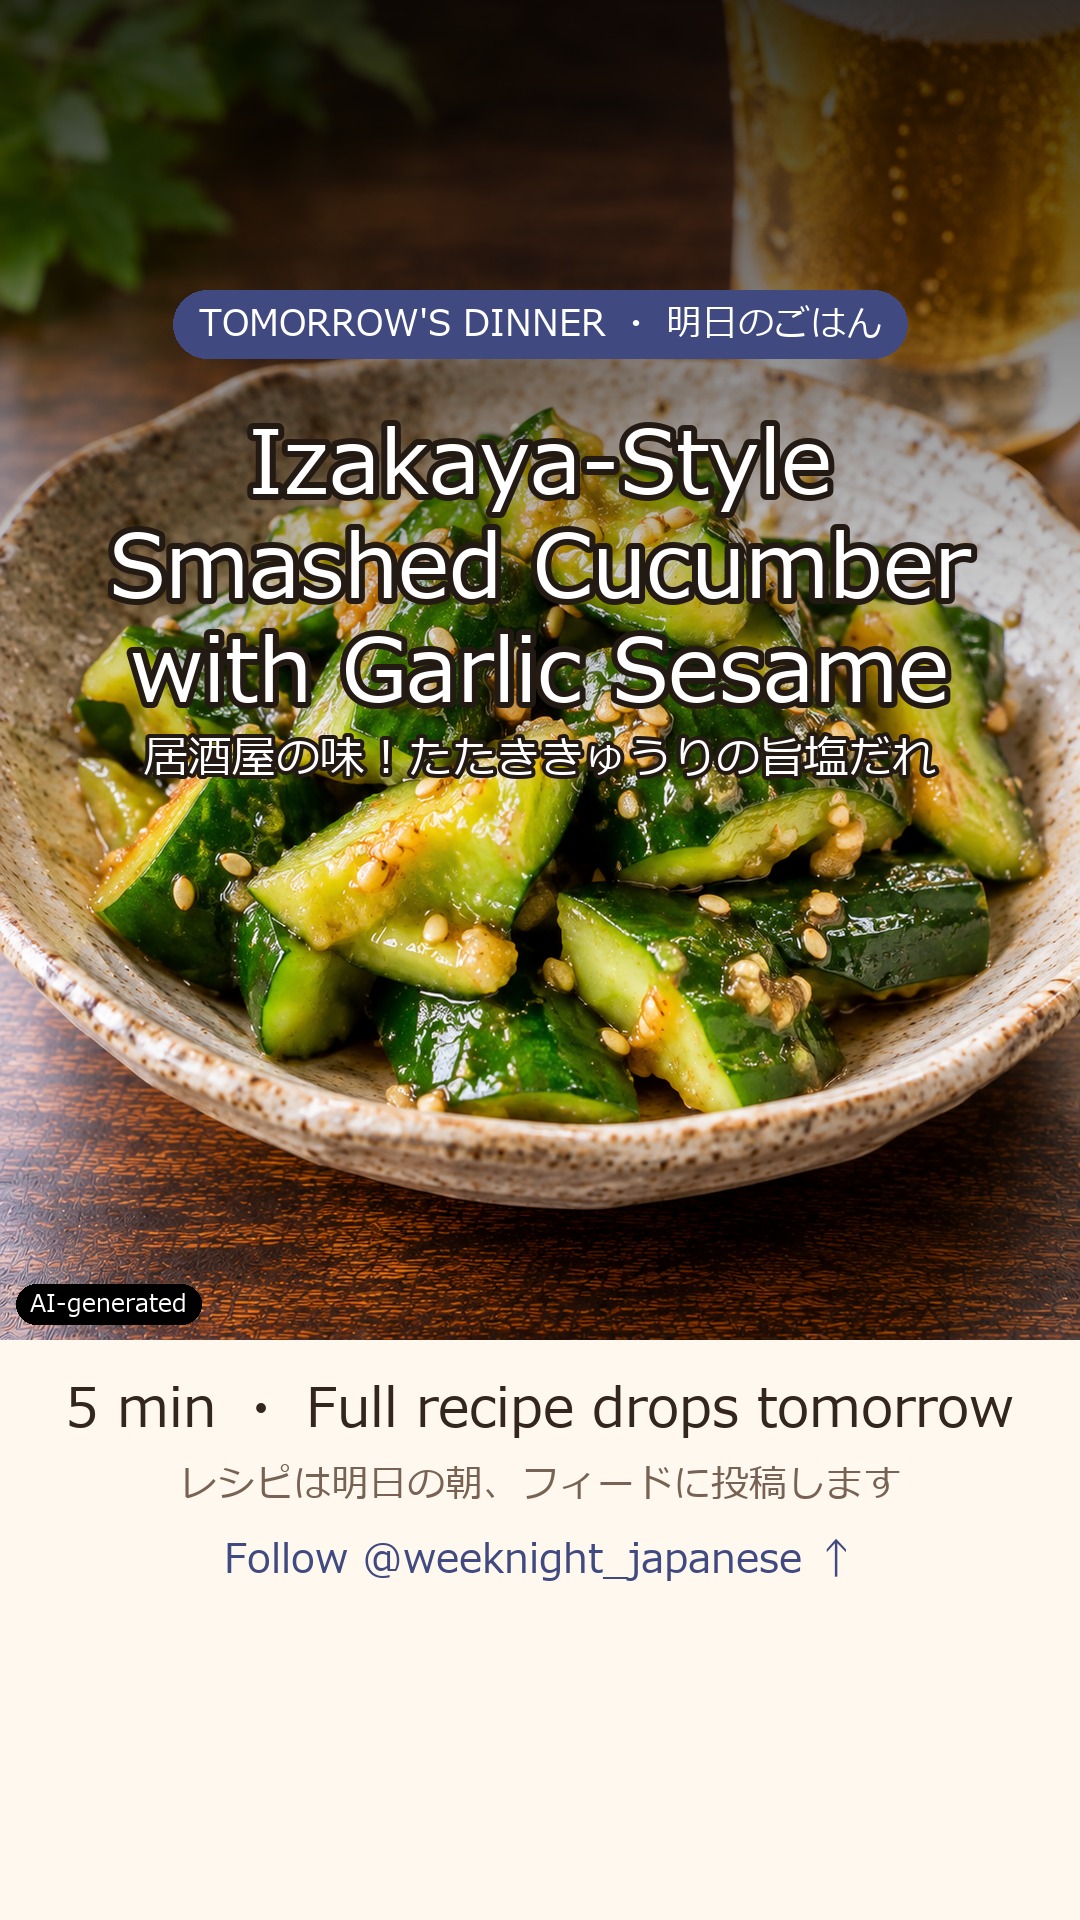 TOMORROW'S DINNER ・ 明日のごはん
Izakaya-Style
Smashed Cucumber
with Garlic Sesame
居酒屋の味！たたききゅうりの旨塩だれ
AI-generated
5 min ・ Full recipe drops tomorrow
レシピは明日の朝、フィードに投稿します
Follow @weeknight_japanese ↑